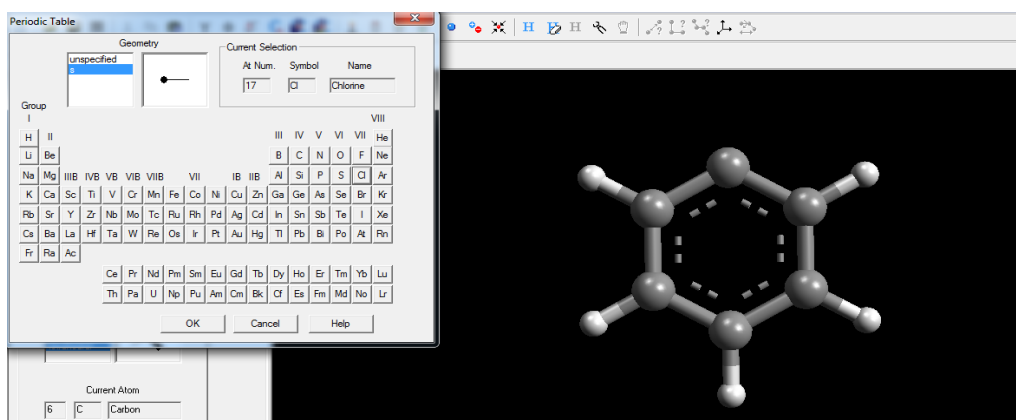 Periodic Table
Geometry
unspecified
s
Current Selection
At Num. Symbol Name
17 Cl Chlorine
Group
I VIII
H II III IV V VI VII He
Li Be B C N O F Ne
Na Mg IIIB IVB VB VIB VIIB VII IB IIB Al Si P S Cl Ar
K Ca Sc Ti V Cr Mn Fe Co Ni Cu Zn Ga Ge As Se Br Kr
Rb Sr Y Zr Nb Mo Tc Ru Rh Pd Ag Cd In Sn Sb Te I Xe
Cs Ba La Hf Ta W Re Os Ir Pt Au Hg Tl Pb Bi Po At Rn
Fr Ra Ac
Ce Pr Nd Pm Sm Eu Gd Tb Dy Ho Er Tm Yb Lu
Th Pa U Np Pu Am Cm Bk Cf Es Fm Md No Lr
OK Cancel Help
Current Atom
6 C Carbon
H H H